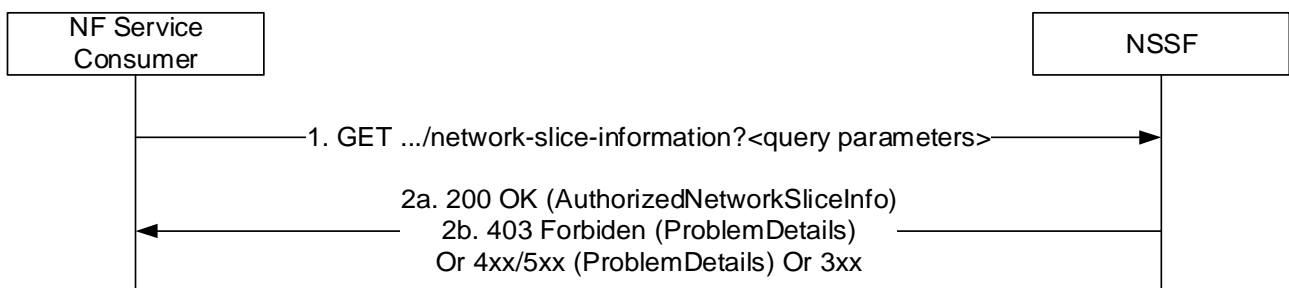 NF Service
Consumer
NSSF
1. GET .../network-slice-information?<query parameters>
2a. 200 OK (AuthorizedNetworkSliceInfo)
2b. 403 Forbiden (ProblemDetails)
Or 4xx/5xx (ProblemDetails) Or 3xx